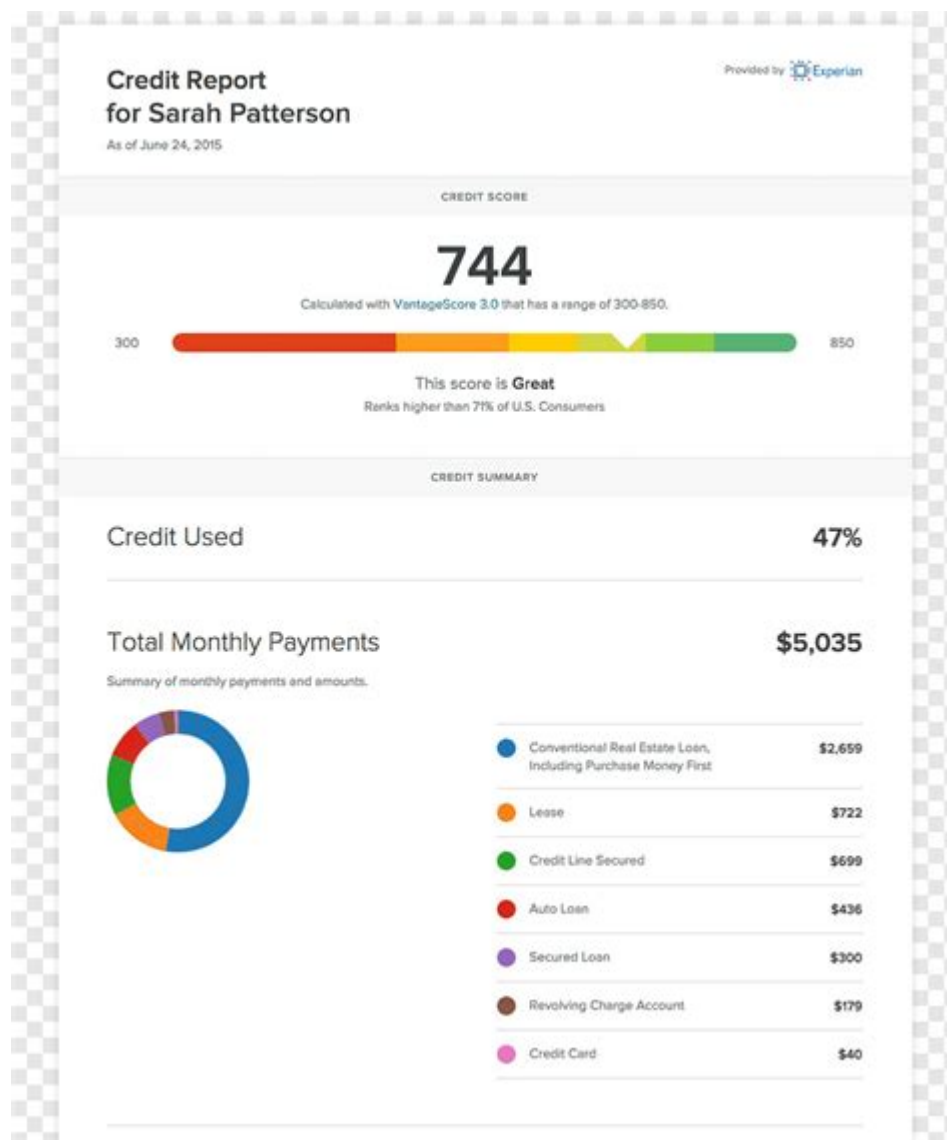 Credit Report
for Sarah Patterson
As of June 24, 2015
Provided by Experian
CREDIT SCORE
744
Calculated with VantageScore 3.0 that has a range of 300-850.
300
850
This score is Great
Ranks higher than 71% of U.S. Consumers
CREDIT SUMMARY
Credit Used 47%
Total Monthly Payments $5,035
Summary of monthly payments and amounts.
Conventional Real Estate Loan, $2,659
Including Purchase Money First
Lease $722
Credit Line Secured $699
Auto Loan $436
Secured Loan $300
Revolving Charge Account $179
Credit Card $40